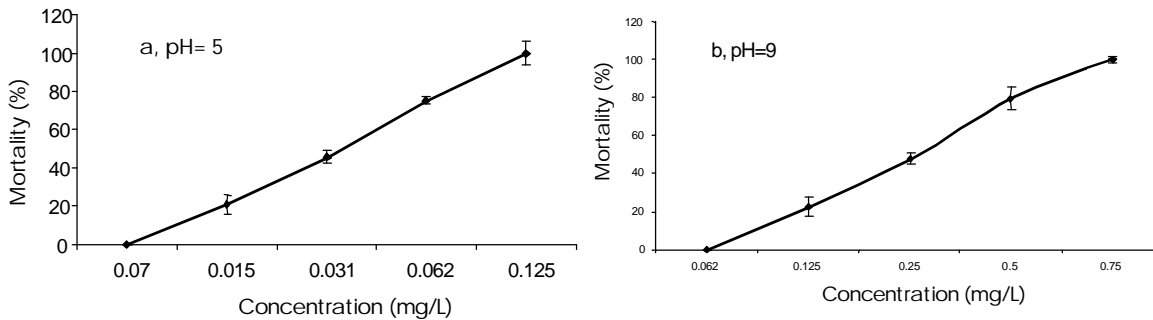 120
a, pH= 5
100
80
60
40
20
0
Mortality (%)
0.07 0.015 0.031 0.062 0.125
Concentration (mg/L)
120
b, pH=9
100
80
60
40
20
0
Mortality (%)
0.062 0.125 0.25 0.5 0.75
Concentration (mg/L)